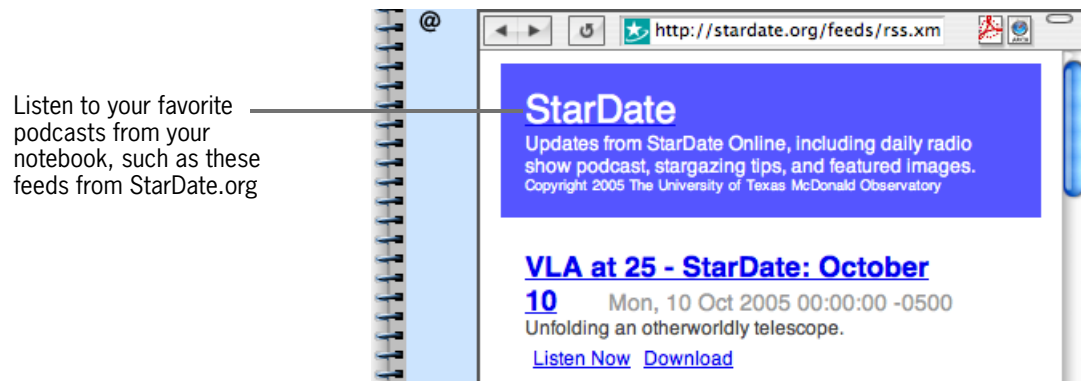 @
http://stardate.org/feeds/rss.xm
Listen to your favorite
podcasts from your
notebook, such as these
feeds from StarDate.org
StarDate
Updates from StarDate Online, including daily radio
show podcast, stargazing tips, and featured images.
Copyright 2005 The University of Texas McDonald Observatory
VLA at 25 - StarDate: October
10 Mon, 10 Oct 2005 00:00:00 -0500
Unfolding an otherworldly telescope.
Listen Now Download